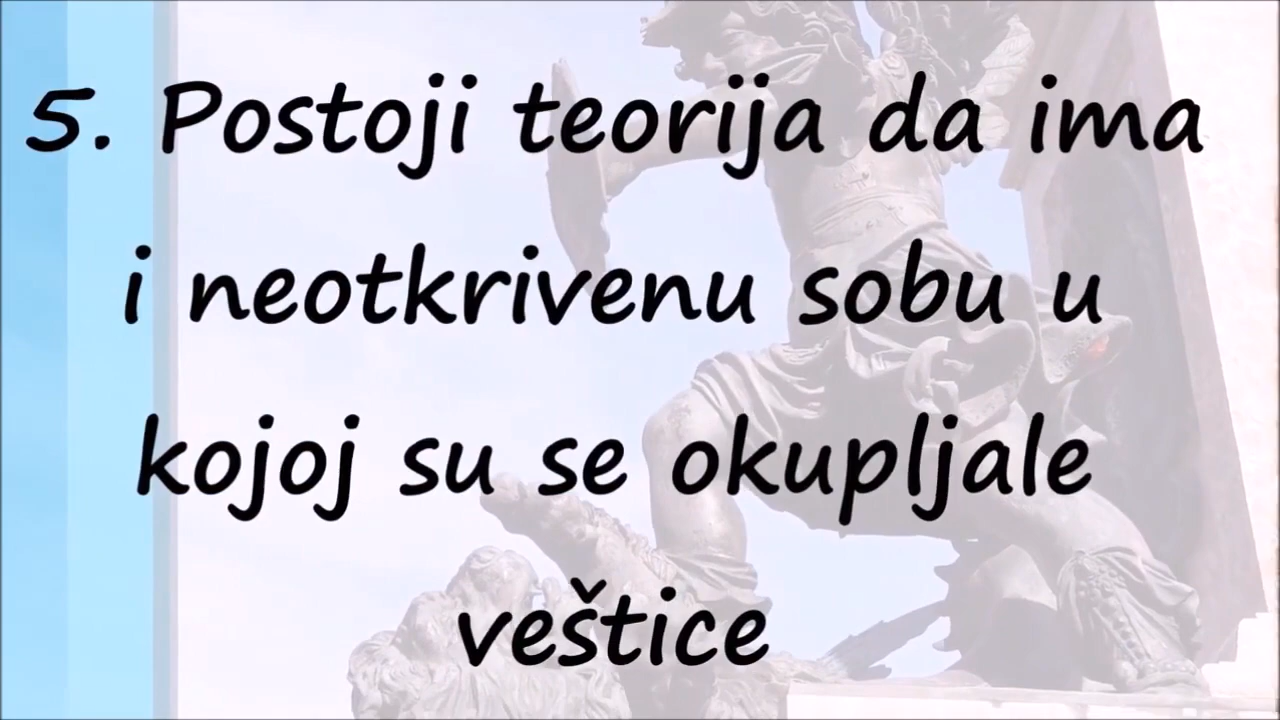 5. Postoji teorija da ima
i neotkrivenu sobu u
kojoj su se okupljale
veštice